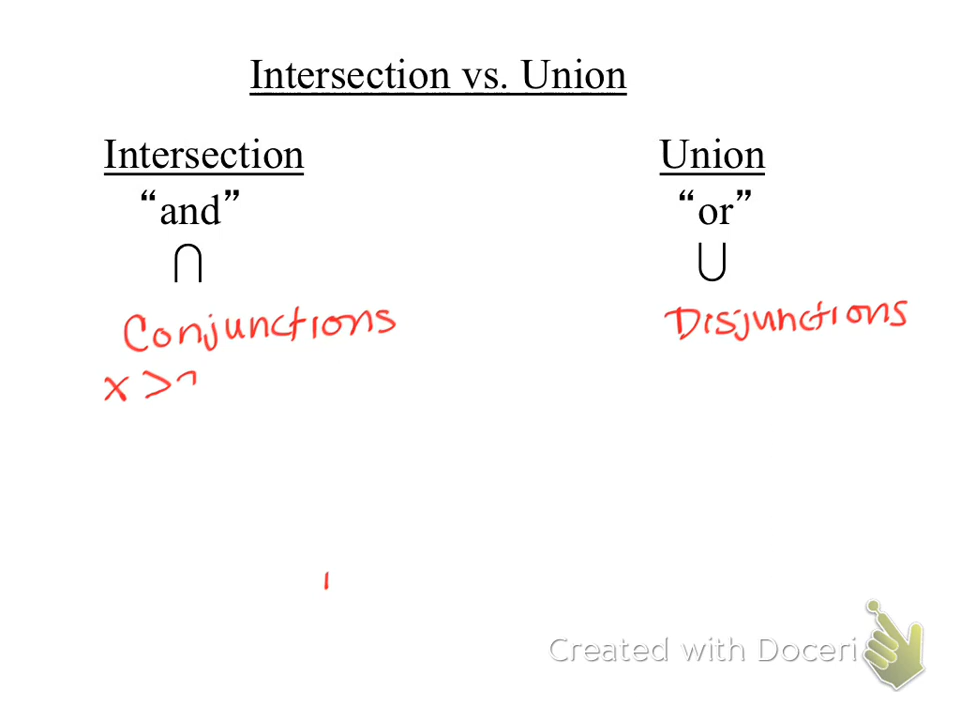 Intersection vs. Union
Intersection
“and”
∩
Conjunctions
x >
Union
“or”
∪
Disjunctions
Created with Doceri